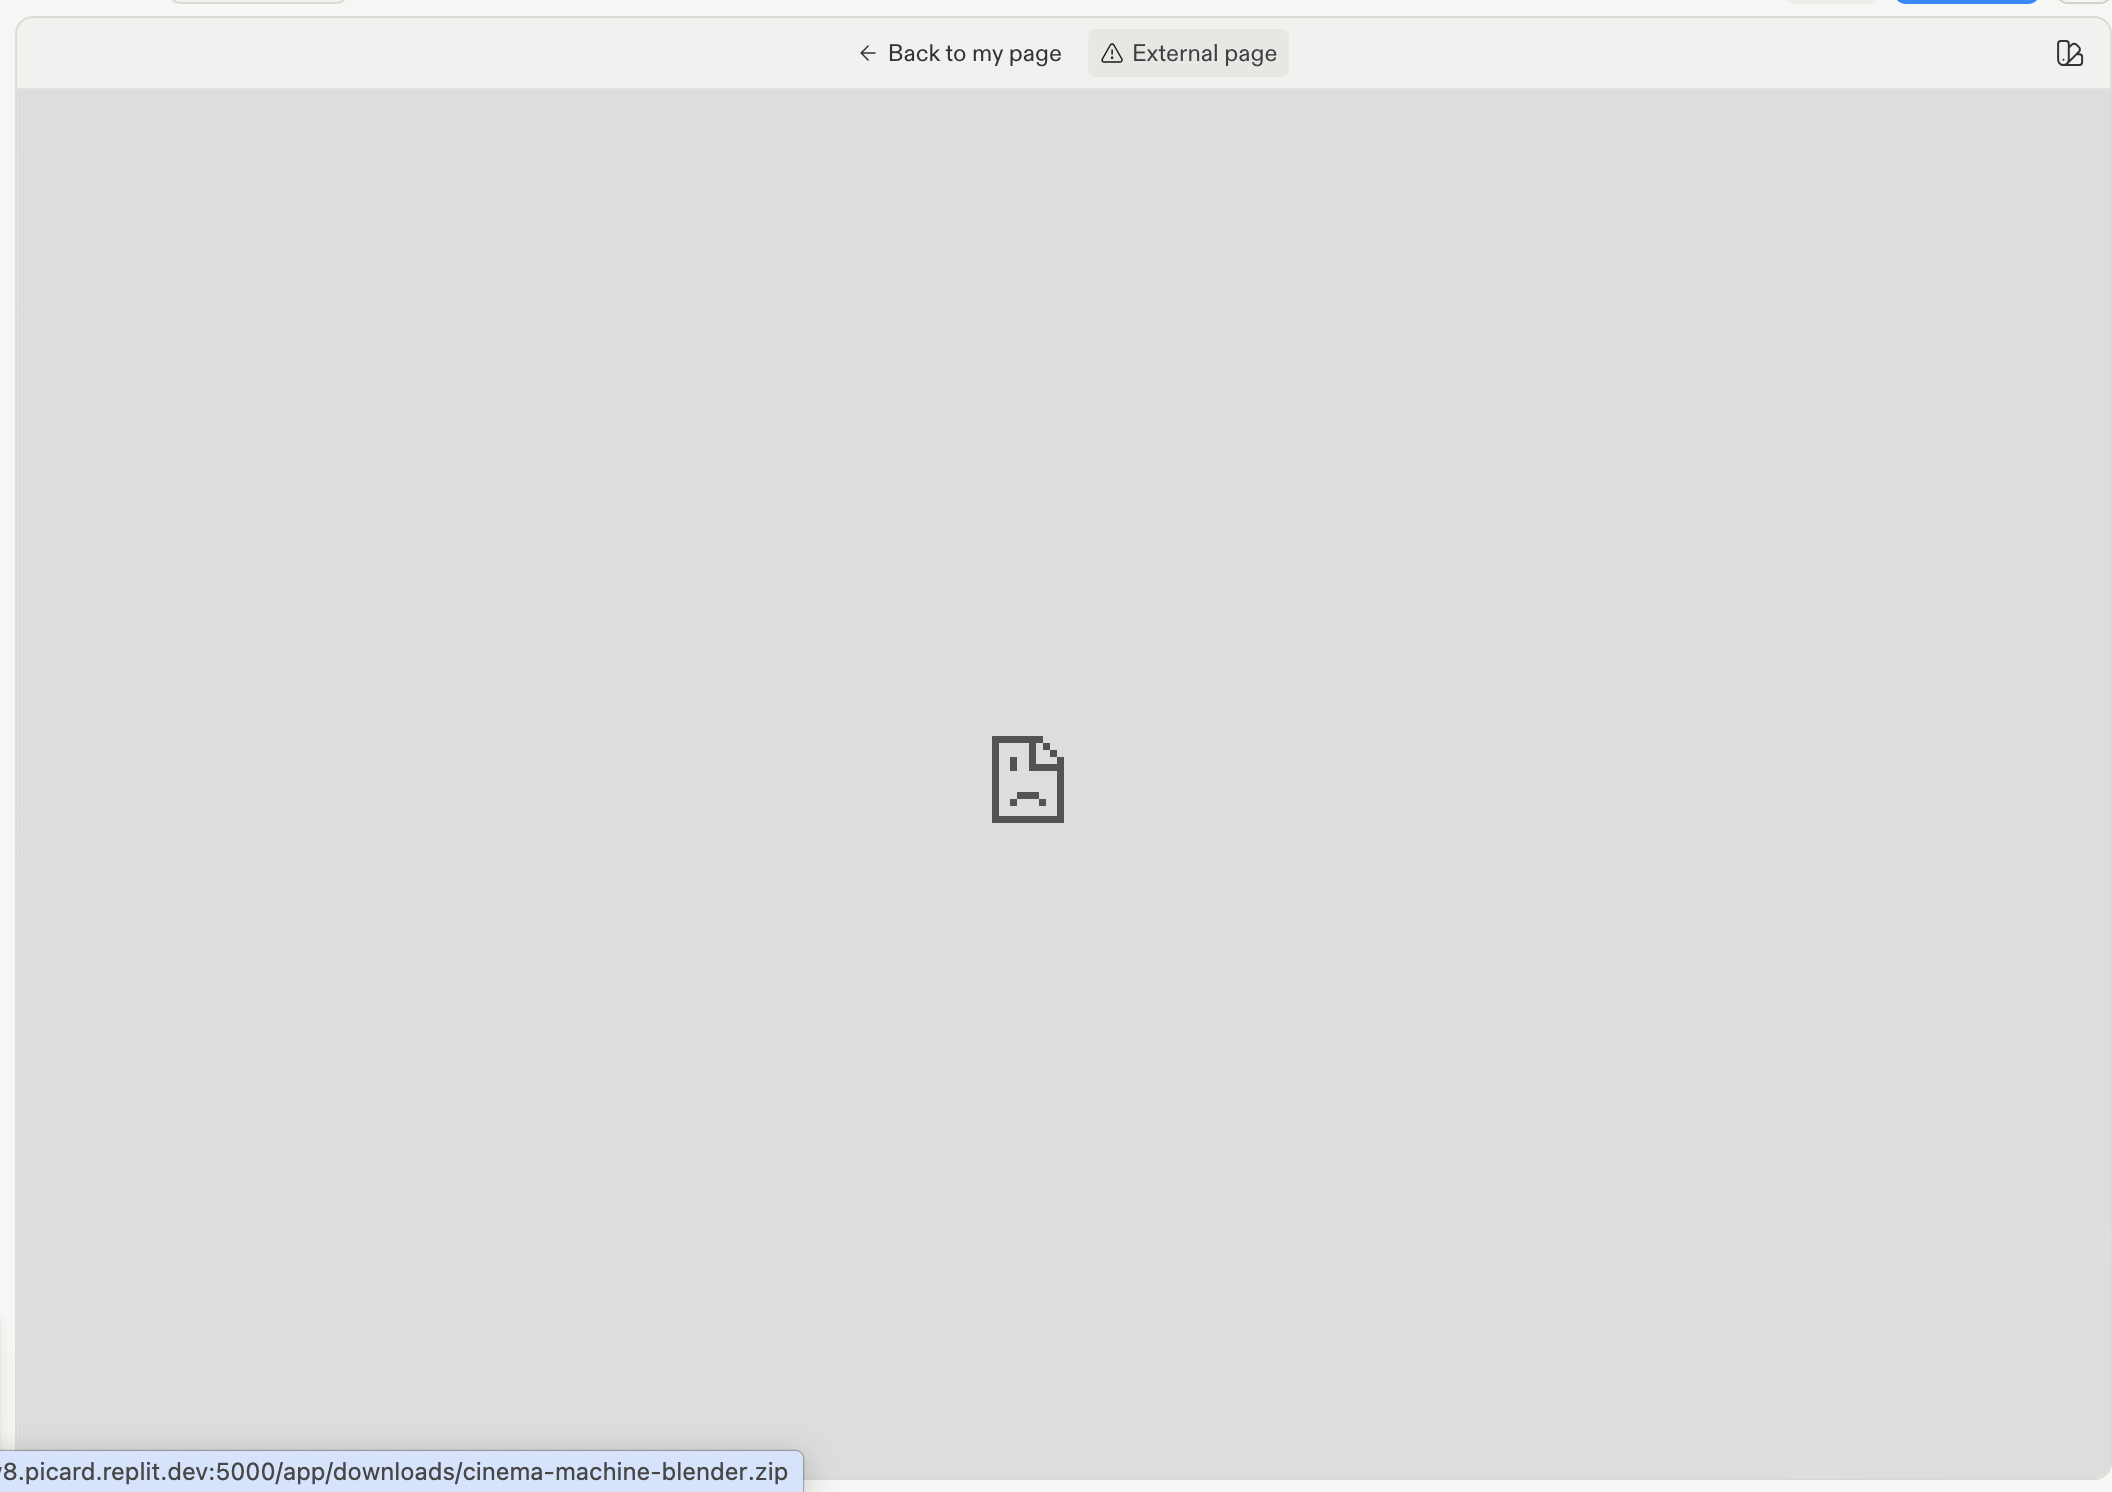 Back to my page
External page
8.picard.replit.dev:5000/app/downloads/cinema-machine-blender.zip